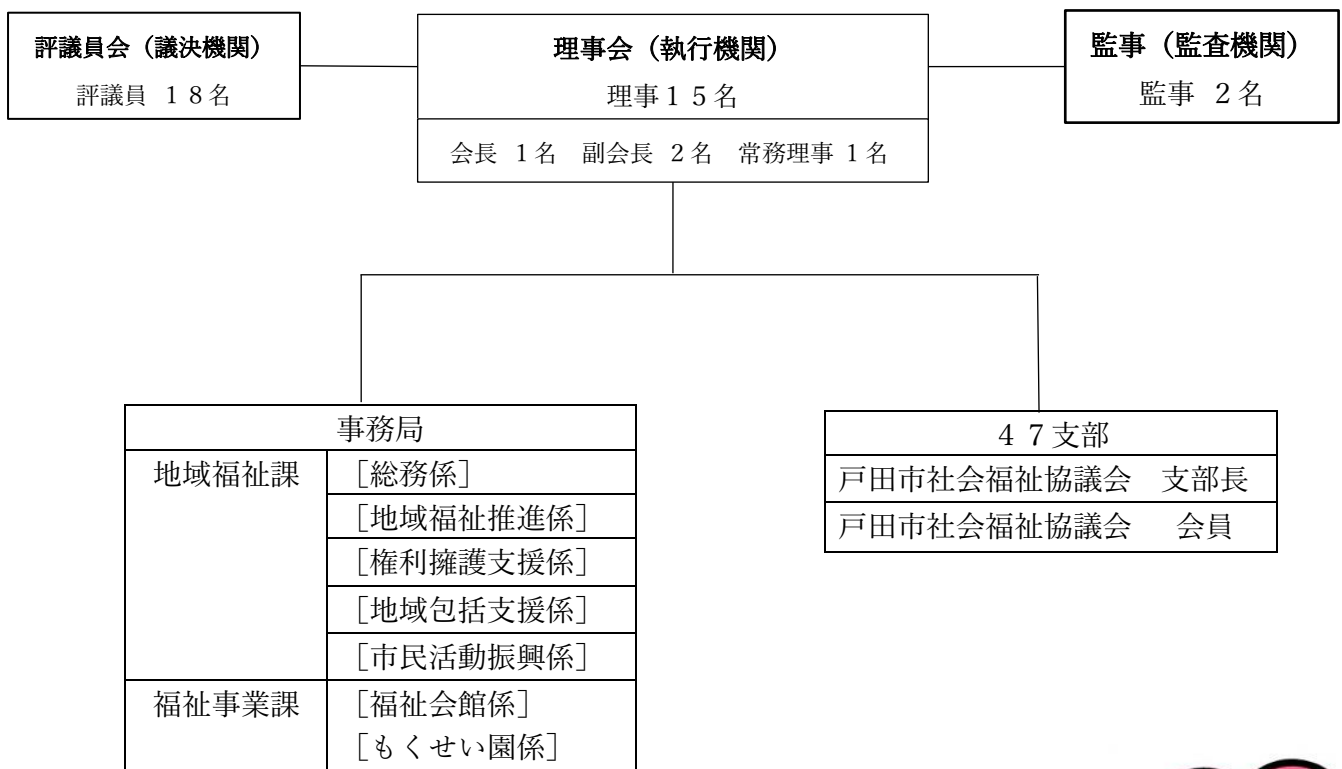 評議員会（議決機関）
評議員 １８名
理事会（執行機関）
理事１５名
会長 １名　副会長 ２名　常務理事 １名
監事（監査機関）
監事 ２名
事務局
地域福祉課
［総務係］
［地域福祉推進係］
［権利擁護支援係］
［地域包括支援係］
［市民活動振興係］
福祉事業課
［福祉会館係］
［もくせい園係］
４７支部
戸田市社会福祉協議会　支部長
戸田市社会福祉協議会　会員